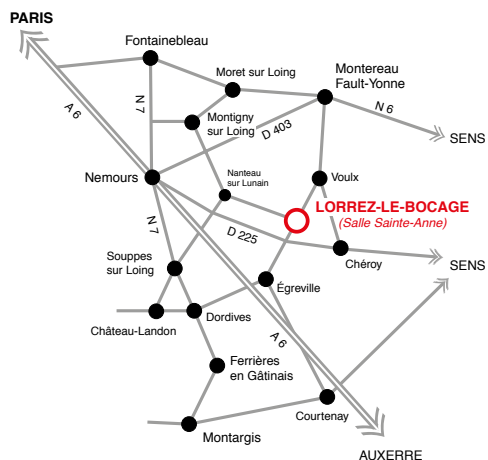 PARIS
Fontainebleau
Moret sur Loing
Montereau
Fault-Yonne
A 6
N 7
Montigny
sur Loing
D 403
N 6
SENS
Nemours
Nanteau
sur Lunain
Voulx
LORREZ-LE-BOCAGE
(Salle Sainte-Anne)
N 7
D 225
Souppes
sur Loing
Chéroy
SENS
Égreville
Château-Landon
Dordives
A 6
Ferrières
en Gâtinais
Courtenay
Montargis
AUXERRE